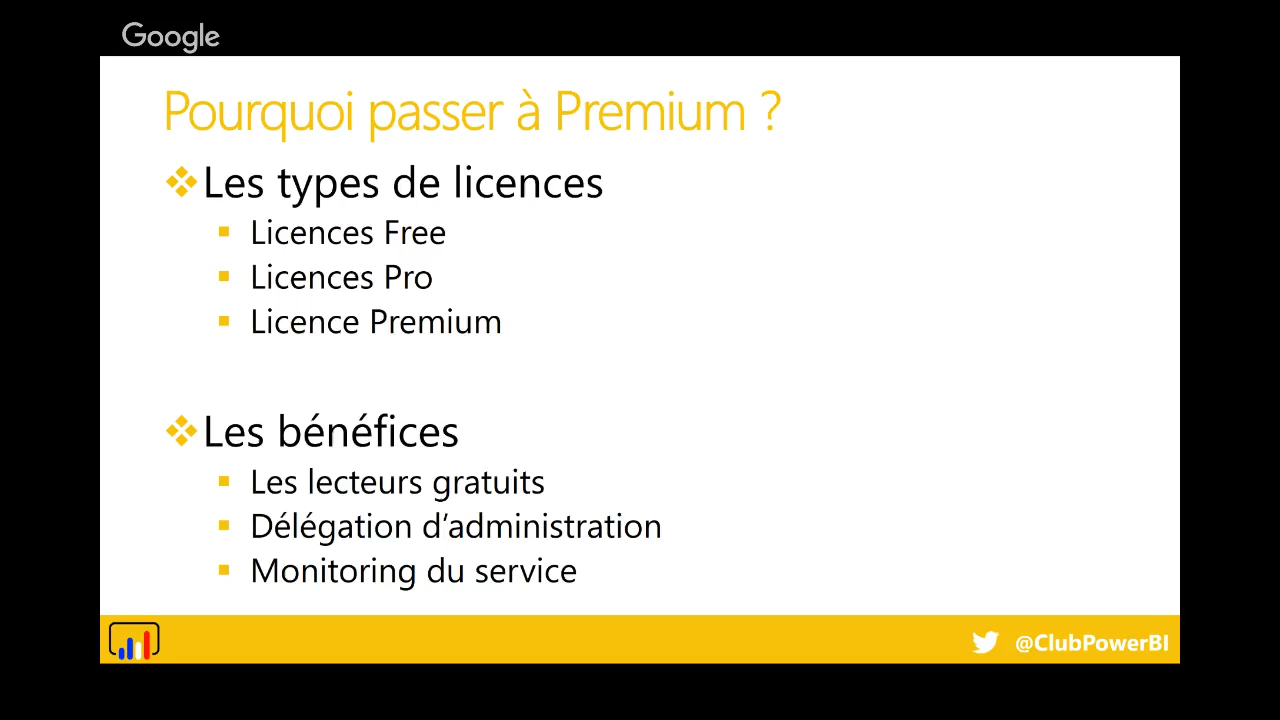 Google
Pourquoi passer à Premium ?
Les types de licences
Licences Free
Licences Pro
Licence Premium
Les bénéfices
Les lecteurs gratuits
Délégation d’administration
Monitoring du service
@ClubPowerBI